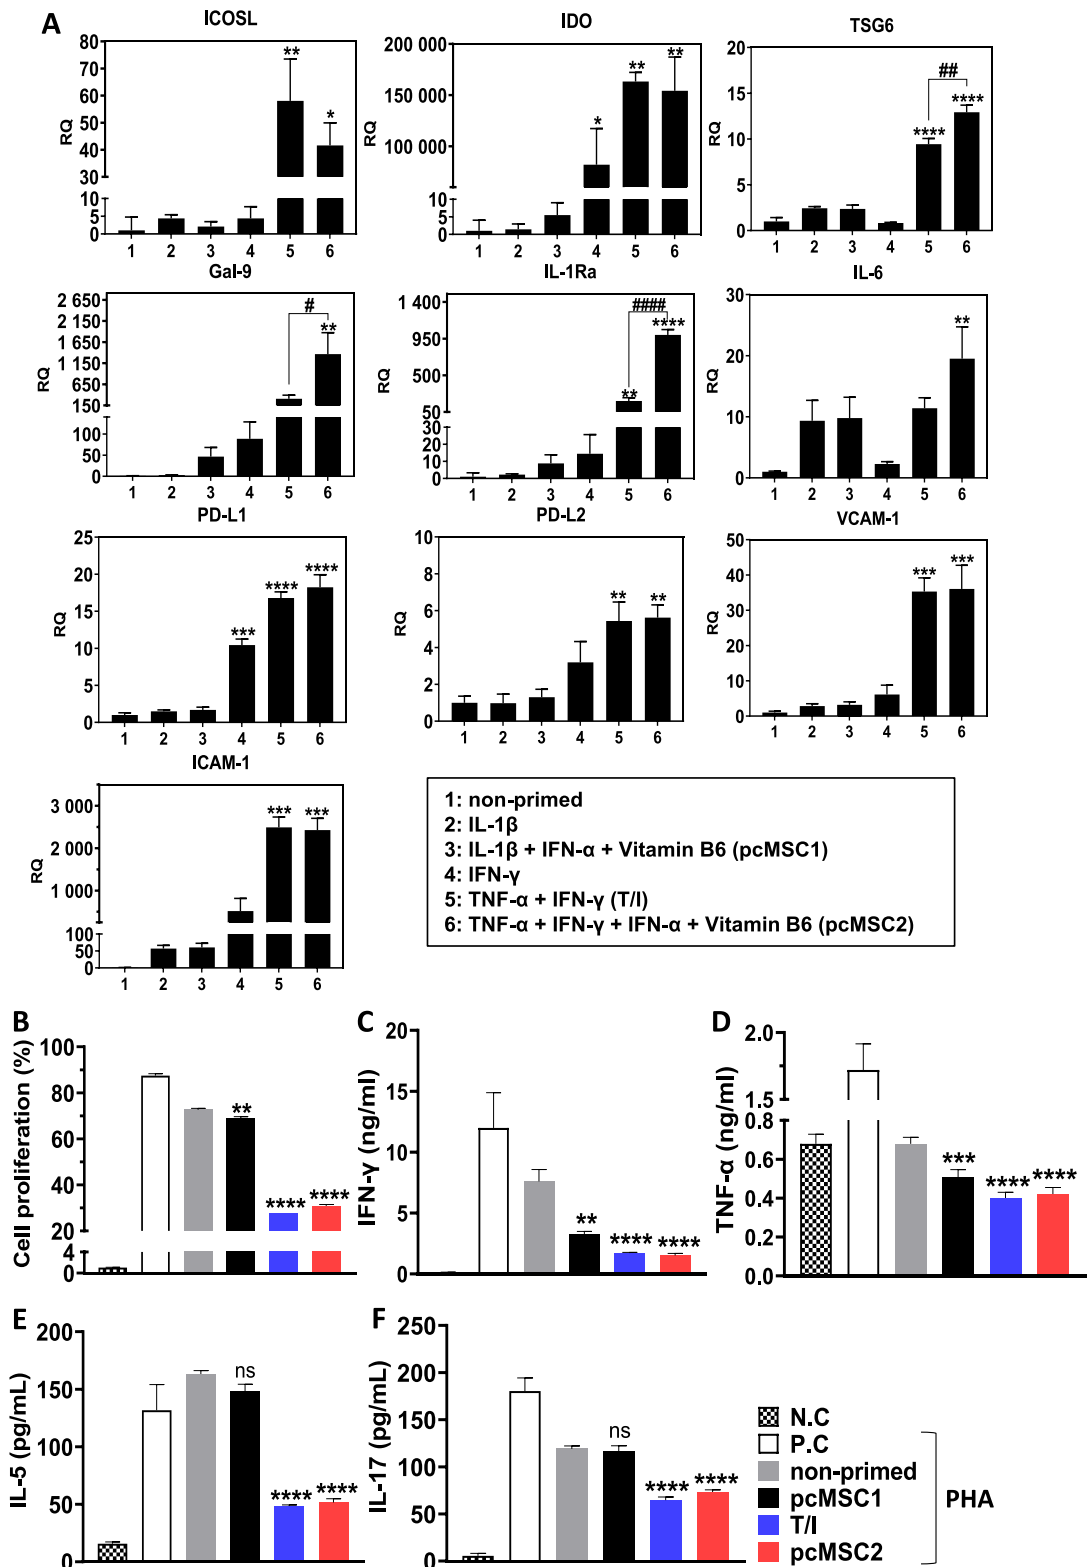 A
ICOSL
RQ
80
70
60
50
40
30
10
5
0
**
*
1 2 3 4 5 6
IDO
RQ
200 000
150 000
100 000
10
5
0
*
**
**
1 2 3 4 5 6
TSG6
RQ
20
15
10
5
0
##
****
****
1 2 3 4 5 6
Gal-9
RQ
2 650
2 150
1 650
1 150
650
150
100
50
0
#
**
1 2 3 4 5 6
IL-1Ra
RQ
1 400
950
500
50
30
20
10
0
####
**
****
1 2 3 4 5 6
IL-6
RQ
30
20
10
0
**
1 2 3 4 5 6
PD-L1
RQ
25
20
15
10
5
0
***
****
****
1 2 3 4 5 6
PD-L2
RQ
10
8
6
4
2
0
**
**
1 2 3 4 5 6
VCAM-1
RQ
50
40
30
20
10
0
***
***
1 2 3 4 5 6
ICAM-1
RQ
3 000
2 000
1 000
100
50
0
***
***
1 2 3 4 5 6
1: non-primed
2: IL-1β
3: IL-1β + IFN-α + Vitamin B6 (pcMSC1)
4: IFN-γ
5: TNF-α + IFN-γ (T/I)
6: TNF-α + IFN-γ + IFN-α + Vitamin B6 (pcMSC2)
B
Cell proliferation (%)
100
80
60
40
20
4
0
**
****
****
C
IFN-γ (ng/ml)
20
15
10
5
0
**
****
****
D
TNF-α (ng/ml)
2.0
1.5
0.8
0.6
0.4
0.2
0.0
***
****
****
E
IL-5 (pg/mL)
200
150
100
50
0
ns
****
****
F
IL-17 (pg/mL)
250
200
150
100
50
0
ns
****
****
N.C
P.C
non-primed
pcMSC1
T/I
pcMSC2
PHA